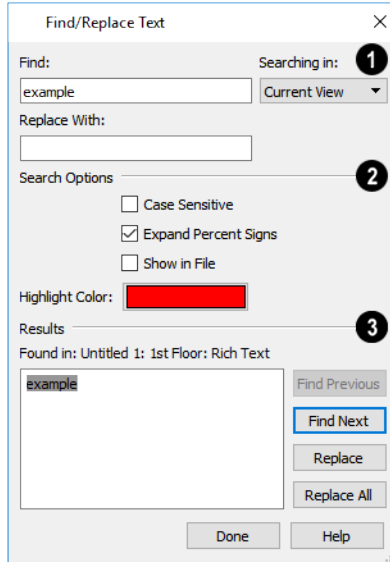 Find/Replace Text
Find: Searching in: 1
example Current View
Replace With:
Search Options 2
Case Sensitive
Expand Percent Signs
Show in File
Highlight Color:
Results 3
Found in: Untitled 1: 1st Floor: Rich Text
example Find Previous
Find Next
Replace
Replace All
Done Help